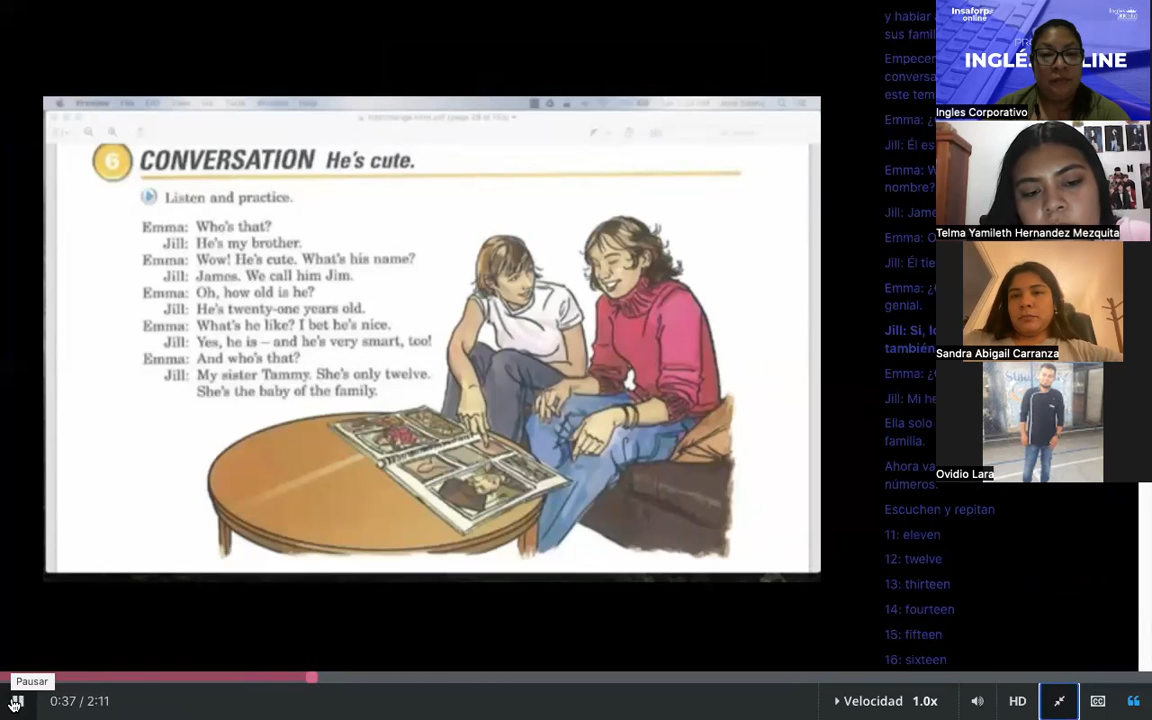 6 CONVERSATION He's cute.
Listen and practice.
Emma: Who's that?
Jill: He's my brother.
Emma: Wow! He's cute. What's his name?
Jill: James. We call him Jim.
Emma: Oh, how old is he?
Jill: He's twenty-one years old.
Emma: What's he like? I bet he's nice.
Jill: Yes, he is – and he's very smart, too!
Emma: And who's that?
Jill: My sister Tammy. She's only twelve.
She's the baby of the family.
y hablar
sus famil
Empecem
conversa
este tem
Emma: ¿
Jill: Él es
Emma: W
nombre?
Jill: Jame
Emma: O
Jill: Él tie
Emma: ¿
genial.
Jill: Si, lo
también
Emma: ¿
Jill: Mi he
Ella solo
familia.
Ahora va
números.
Escuchen y repitan
11: eleven
12: twelve
13: thirteen
14: fourteen
15: fifteen
16: sixteen
Insaforp
online
INGLÉS ONLINE
Ingles Corporativo
Telma Yamileth Hernandez Mezquita
Sandra Abigail Carranza
Ovidio Lara
Pausar
0:37 / 2:11
Velocidad 1.0x
HD
CC